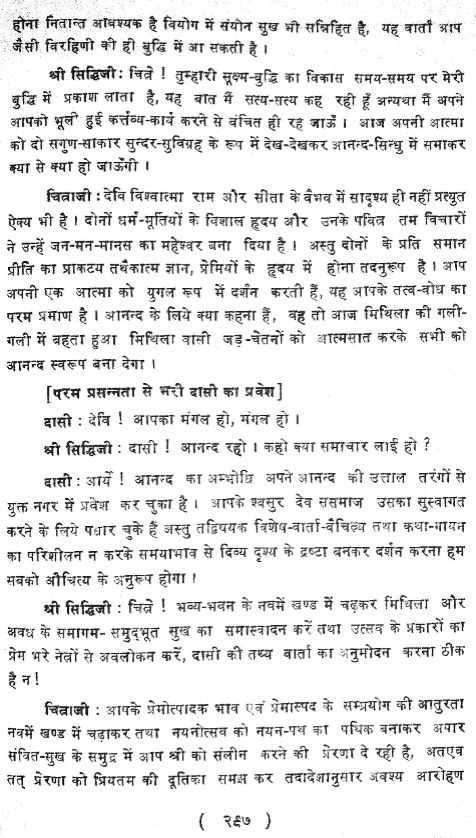 होना नितान्त आवश्यक है वियोग में संयोग सुख भी सन्निहित है, यह वार्ता आप
जैसी विरहिणी की ही बुद्धि में आ सकती है ।
श्री सिद्धिजी : चित्रे ! तुम्हारी सूक्ष्म-बुद्धि का विकास समय-समय पर मेरी
बुद्धि में प्रकाश लाता है, यह बात मैं सत्य-सत्य कह रही हूँ अन्यथा मैं अपने
आपको भूली हुई कर्त्तव्य-कार्य करने से वंचित ही रह जाऊँ । आज अपनी आत्मा
को दो सगुण-साकार सुन्दर-सुविग्रह के रूप में देख-देखकर आनन्द-सिन्धु में समाकर
क्या से क्या हो जाऊँगी ।
चित्राजी : देवि विश्वात्मा राम और सीता के वैभव में सादृश्य ही नहीं प्रत्युत
ऐक्य भी है । दोनों धर्म-मूर्तियों के विशाल हृदय और उनके पवित्र तम विचारों
ने उन्हें जन-मन-मानस का महेश्वर बना दिया है । अस्तु दोनों के प्रति समान
प्रीति का प्राकटय तथैकात्म ज्ञान, प्रेमियों के हृदय में होना तदनुरूप है । आप
अपनी एक आत्मा को युगल रूप में दर्शन करती हैं, यह आपके तत्व-बोध का
परम प्रमाण है । आनन्द के लिये क्या कहना हैं, वह तो आज मिथिला की गली-
गली में बहता हुआ मिथिला वासी जड़-चेतनों को आत्मसात करके सभी को
आनन्द स्वरूप बना देगा ।
[परम प्रसन्नता से भरी दासी का प्रवेश]
दासी : देवि ! आपका मंगल हो, मंगल हो ।
श्री सिद्धिजी : दासी ! आनन्द रहो । कहो क्या समाचार लाई हो ?
दासी : आर्ये ! आनन्द का अम्भोधि अपने आनन्द की उत्ताल तरंगों से
युक्त नगर में प्रवेश कर चुका है । आपके श्वसुर देव ससमाज उसका सुस्वागत
करने के लिये पधार चुके हैं अस्तु तद्विषयक विशेष-वार्ता-वैचित्र्य तथा कथा-गायन
का परिशीलन न करके समयाभाव से दिव्य दृश्य के द्रष्टा बनकर दर्शन करना हम
सबको औचित्य के अनुरूप होगा ।
श्री सिद्धिजी : चित्रे ! भव्य-भवन के नवमें खण्ड में चढ़कर मिथिला और
अवध के समागम- समुद्भूत सुख का समास्वादन करें तथा उत्सव के प्रकारों का
प्रेम भरे नेत्रों से अवलोकन करें, दासी की तथ्य वार्ता का अनुमोदन करना ठीक
है न !
चित्राजी : आपके प्रेमोत्पादक भाव एवं प्रेमास्पद के सम्प्रयोग की आतुरता
नवमें खण्ड में चढ़ाकर तथा नयनोत्सव को नयन-पथ का पथिक बनाकर अपार
संवित-सुख के समुद्र में आप श्री को संलीन करने की प्रेरणा दे रही है, अतएव
तत् प्रेरणा को प्रियतम की दूतिका समझ कर तदादेशानुसार अवश्य आरोहण
( २९७ )